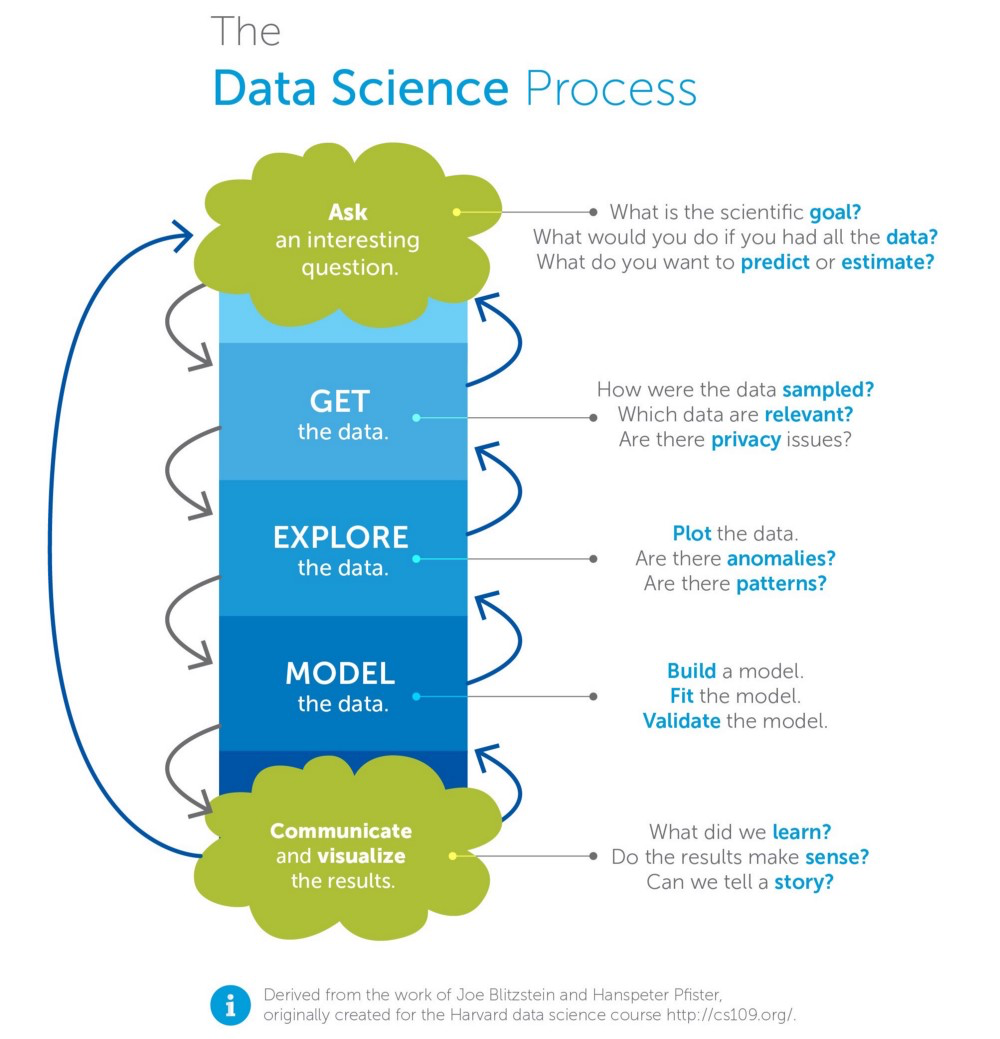 The
Data Science Process
Ask
an interesting
question.
What is the scientific goal?
What would you do if you had all the data?
What do you want to predict or estimate?
GET
the data.
How were the data sampled?
Which data are relevant?
Are there privacy issues?
EXPLORE
the data.
Plot the data.
Are there anomalies?
Are there patterns?
MODEL
the data.
Build a model.
Fit the model.
Validate the model.
Communicate
and visualize
the results.
What did we learn?
Do the results make sense?
Can we tell a story?
i
Derived from the work of Joe Blitzstein and Hanspeter Pfister,
originally created for the Harvard data science course http://cs109.org/.